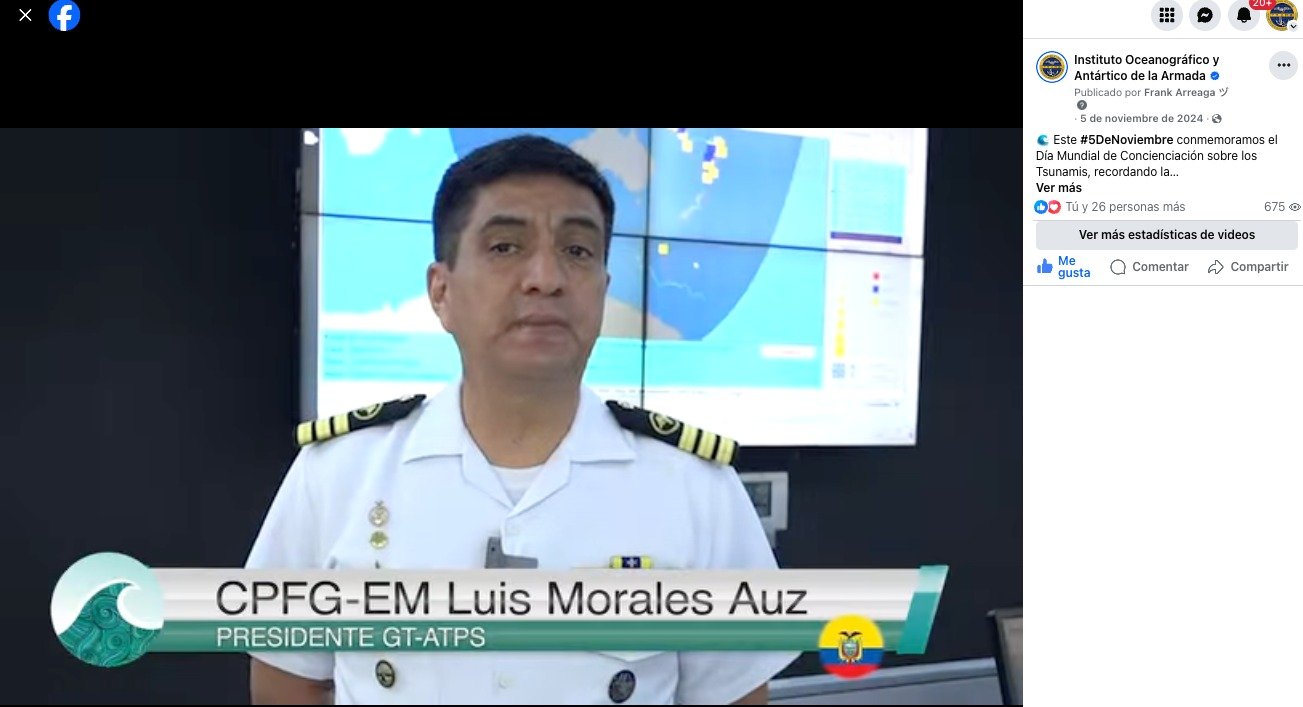 CPFG-EM Luis Morales Auz
PRESIDENTE GT-ATPS
20+
Instituto Oceanográfico y
Antártico de la Armada
Publicado por Frank Arreaga ヅ
· 5 de noviembre de 2024 ·
Este #5DeNoviembre conmemoramos el
Día Mundial de Concienciación sobre los
Tsunamis, recordando la...
Ver más
Tú y 26 personas más 675
Ver más estadísticas de videos
Me gusta Comentar Compartir